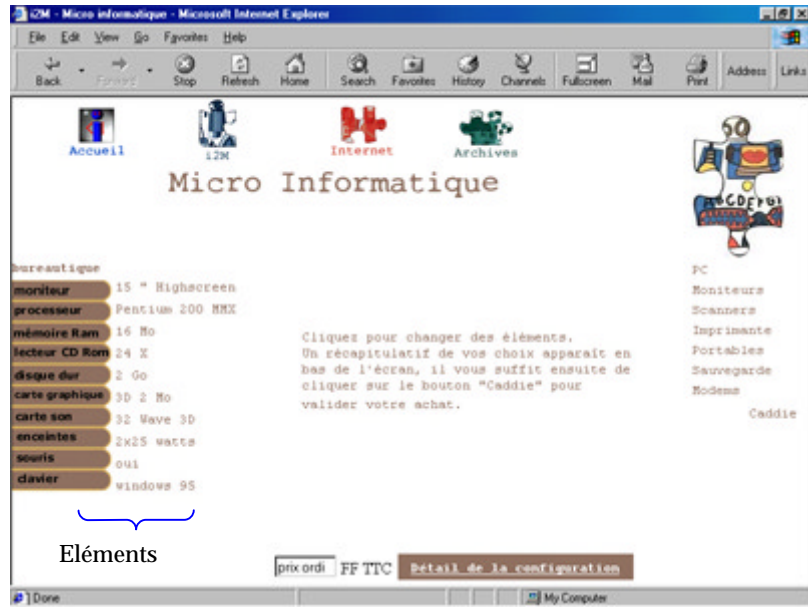 i2M - Micro informatique - Microsoft Internet Explorer
File Edit View Go Favorites Help
Back Forward Stop Refresh Home Search Favorites History Channels Fullscreen Mail Print Address Links
Accueil i2M Internet Archives
Micro Informatique
bureautique
moniteur 15 " Highscreen
processeur Pentium 200 MMX
mémoire Ram 16 Mo
lecteur CD Rom 24 X
disque dur 2 Go
carte graphique 3D 2 Mo
carte son 32 Wave 3D
enceintes 2x25 watts
souris oui
clavier windows 95
Cliquez pour changer des éléments.
Un récapitulatif de vos choix apparaît en
bas de l'écran, il vous suffit ensuite de
cliquer sur le bouton "Caddie" pour
valider votre achat.
PC
Moniteurs
Scanners
Imprimante
Portables
Sauvegarde
Modems
Caddie
Eléments
prix ordi FF TTC Détail de la configuration
Done My Computer